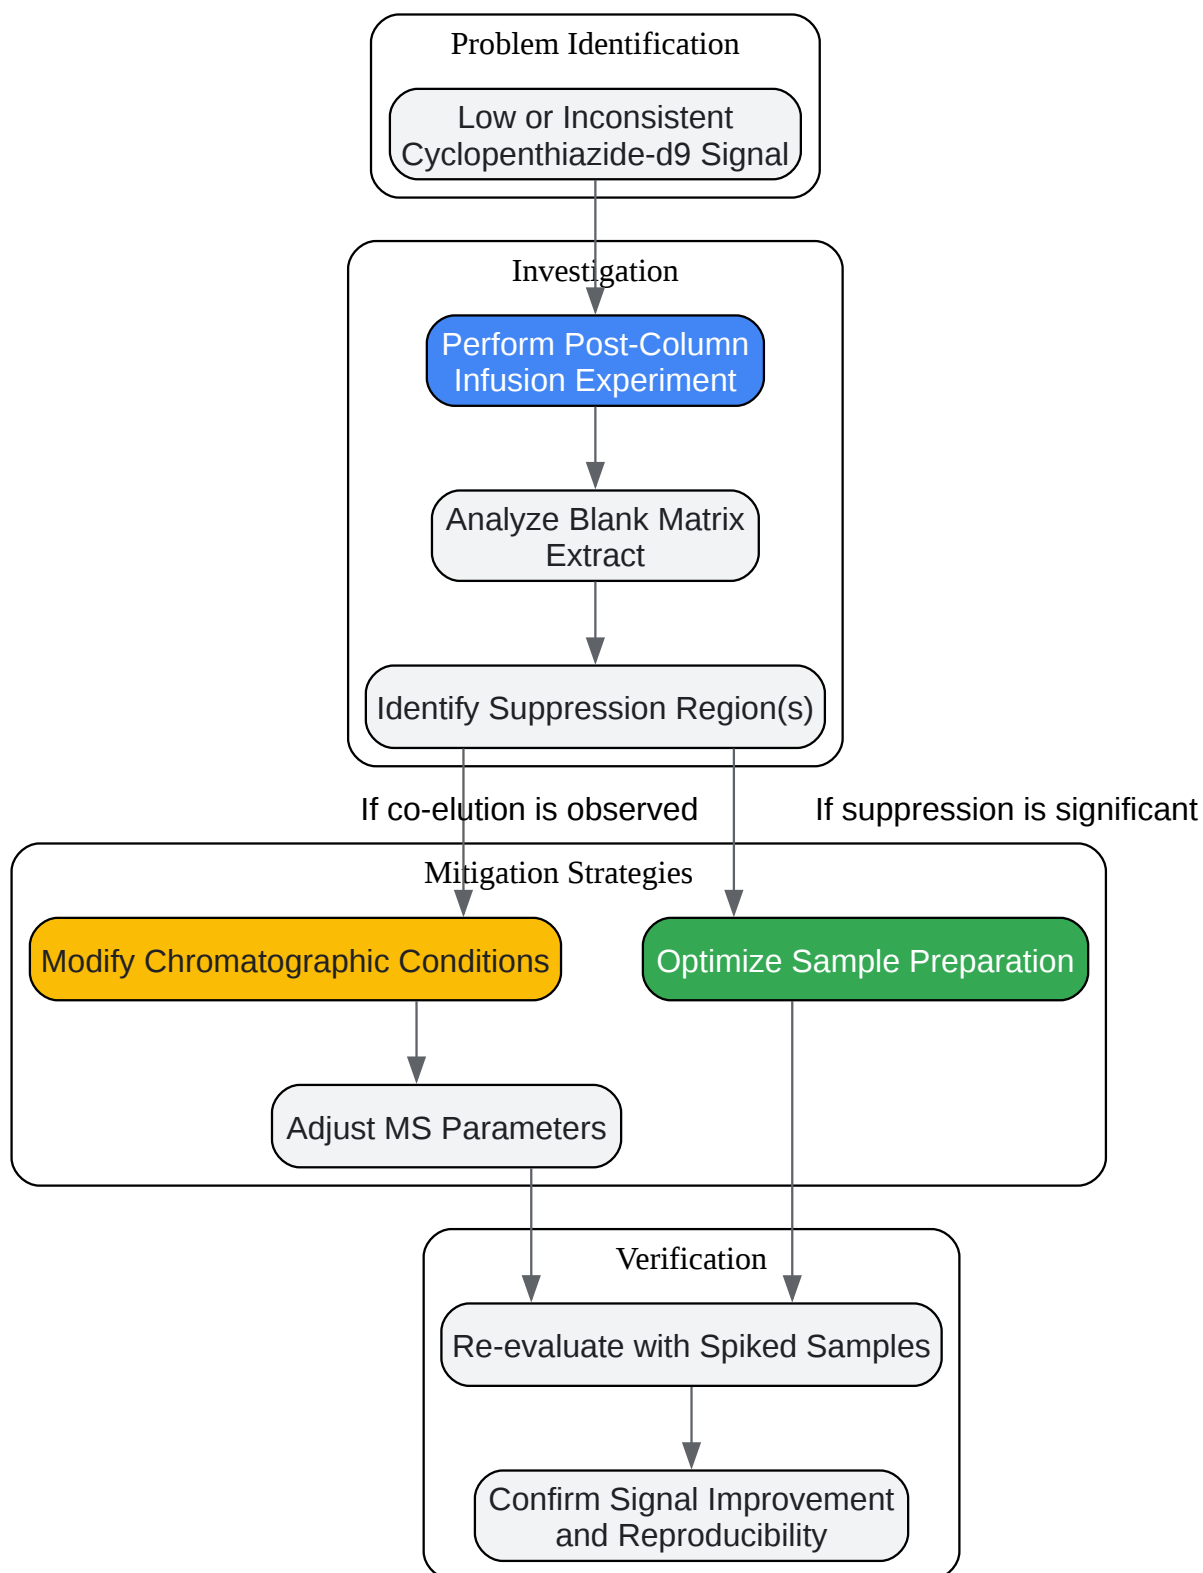 Problem Identification
Low or Inconsistent
Cyclopenthiazide-d9 Signal
Investigation
Perform Post-Column
Infusion Experiment
Analyze Blank Matrix
Extract
Identify Suppression Region(s)
If co-elution is observed
If suppression is significant
Mitigation Strategies
Modify Chromatographic Conditions
Optimize Sample Preparation
Adjust MS Parameters
Verification
Re-evaluate with Spiked Samples
Confirm Signal Improvement
and Reproducibility